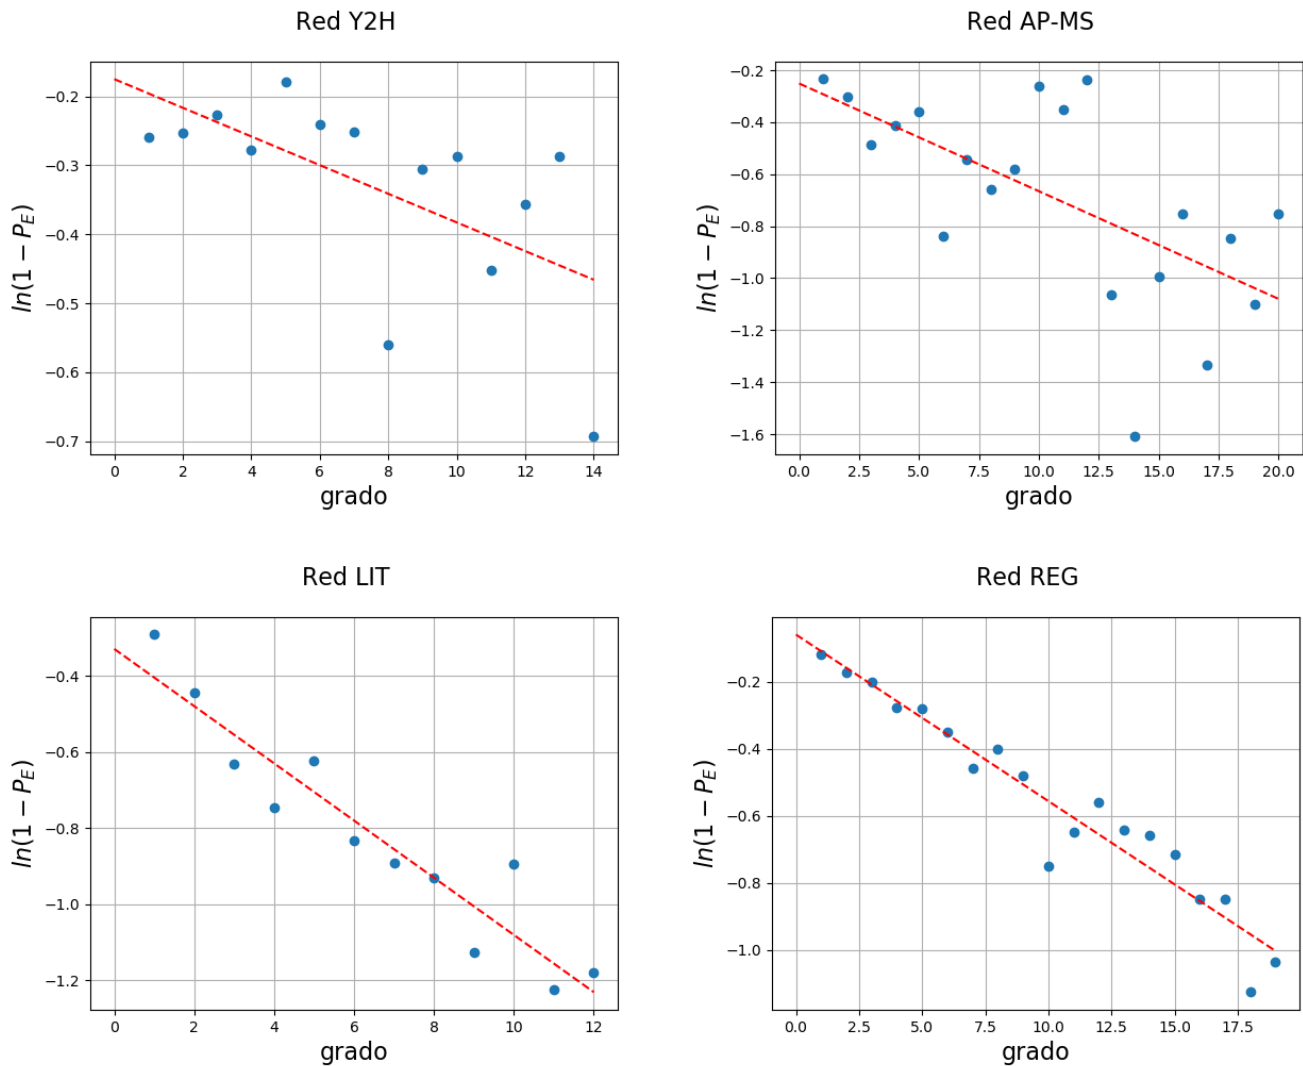 Red Y2H
−0.2
−0.3
−0.4
−0.5
−0.6
−0.7
ln(1 − P_E)
0 2 4 6 8 10 12 14
grado
Red AP-MS
−0.2
−0.4
−0.6
−0.8
−1.0
−1.2
−1.4
−1.6
ln(1 − P_E)
0.0 2.5 5.0 7.5 10.0 12.5 15.0 17.5 20.0
grado
Red LIT
−0.4
−0.6
−0.8
−1.0
−1.2
ln(1 − P_E)
0 2 4 6 8 10 12
grado
Red REG
−0.2
−0.4
−0.6
−0.8
−1.0
ln(1 − P_E)
0.0 2.5 5.0 7.5 10.0 12.5 15.0 17.5
grado